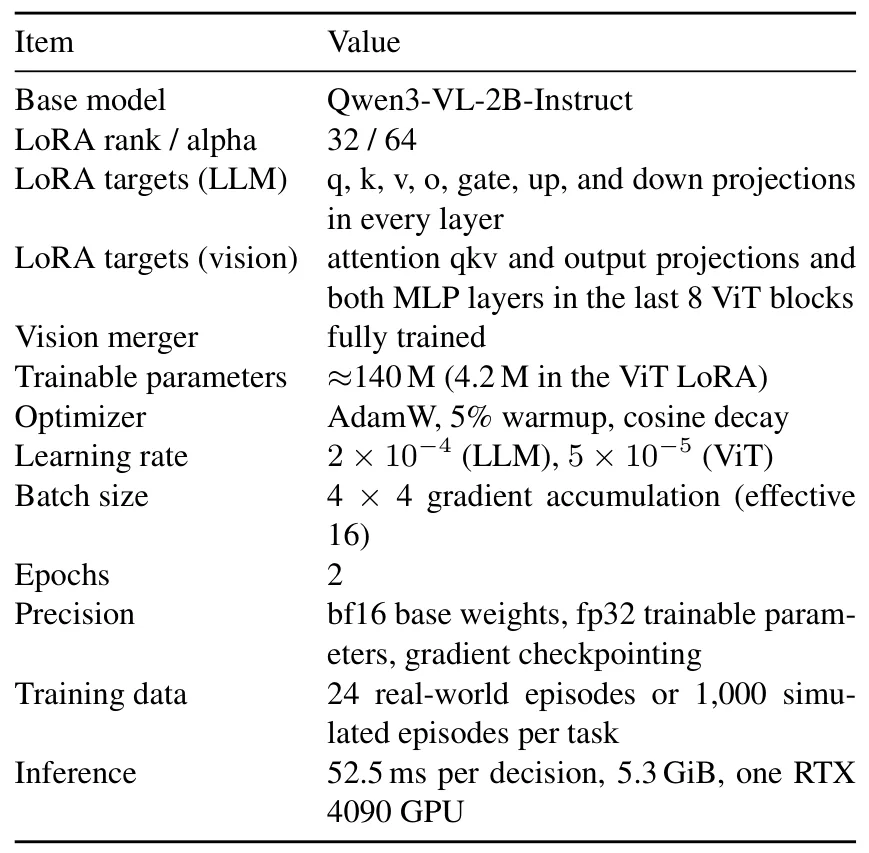 Item Value
Base model Qwen3-VL-2B-Instruct
LoRA rank / alpha 32 / 64
LoRA targets (LLM) q, k, v, o, gate, up, and down projections
in every layer
LoRA targets (vision) attention qkv and output projections and
both MLP layers in the last 8 ViT blocks
Vision merger fully trained
Trainable parameters ≈140 M (4.2 M in the ViT LoRA)
Optimizer AdamW, 5% warmup, cosine decay
Learning rate 2 × 10⁻⁴ (LLM), 5 × 10⁻⁵ (ViT)
Batch size 4 × 4 gradient accumulation (effective
16)
Epochs 2
Precision bf16 base weights, fp32 trainable param-
eters, gradient checkpointing
Training data 24 real-world episodes or 1,000 simu-
lated episodes per task
Inference 52.5 ms per decision, 5.3 GiB, one RTX
4090 GPU